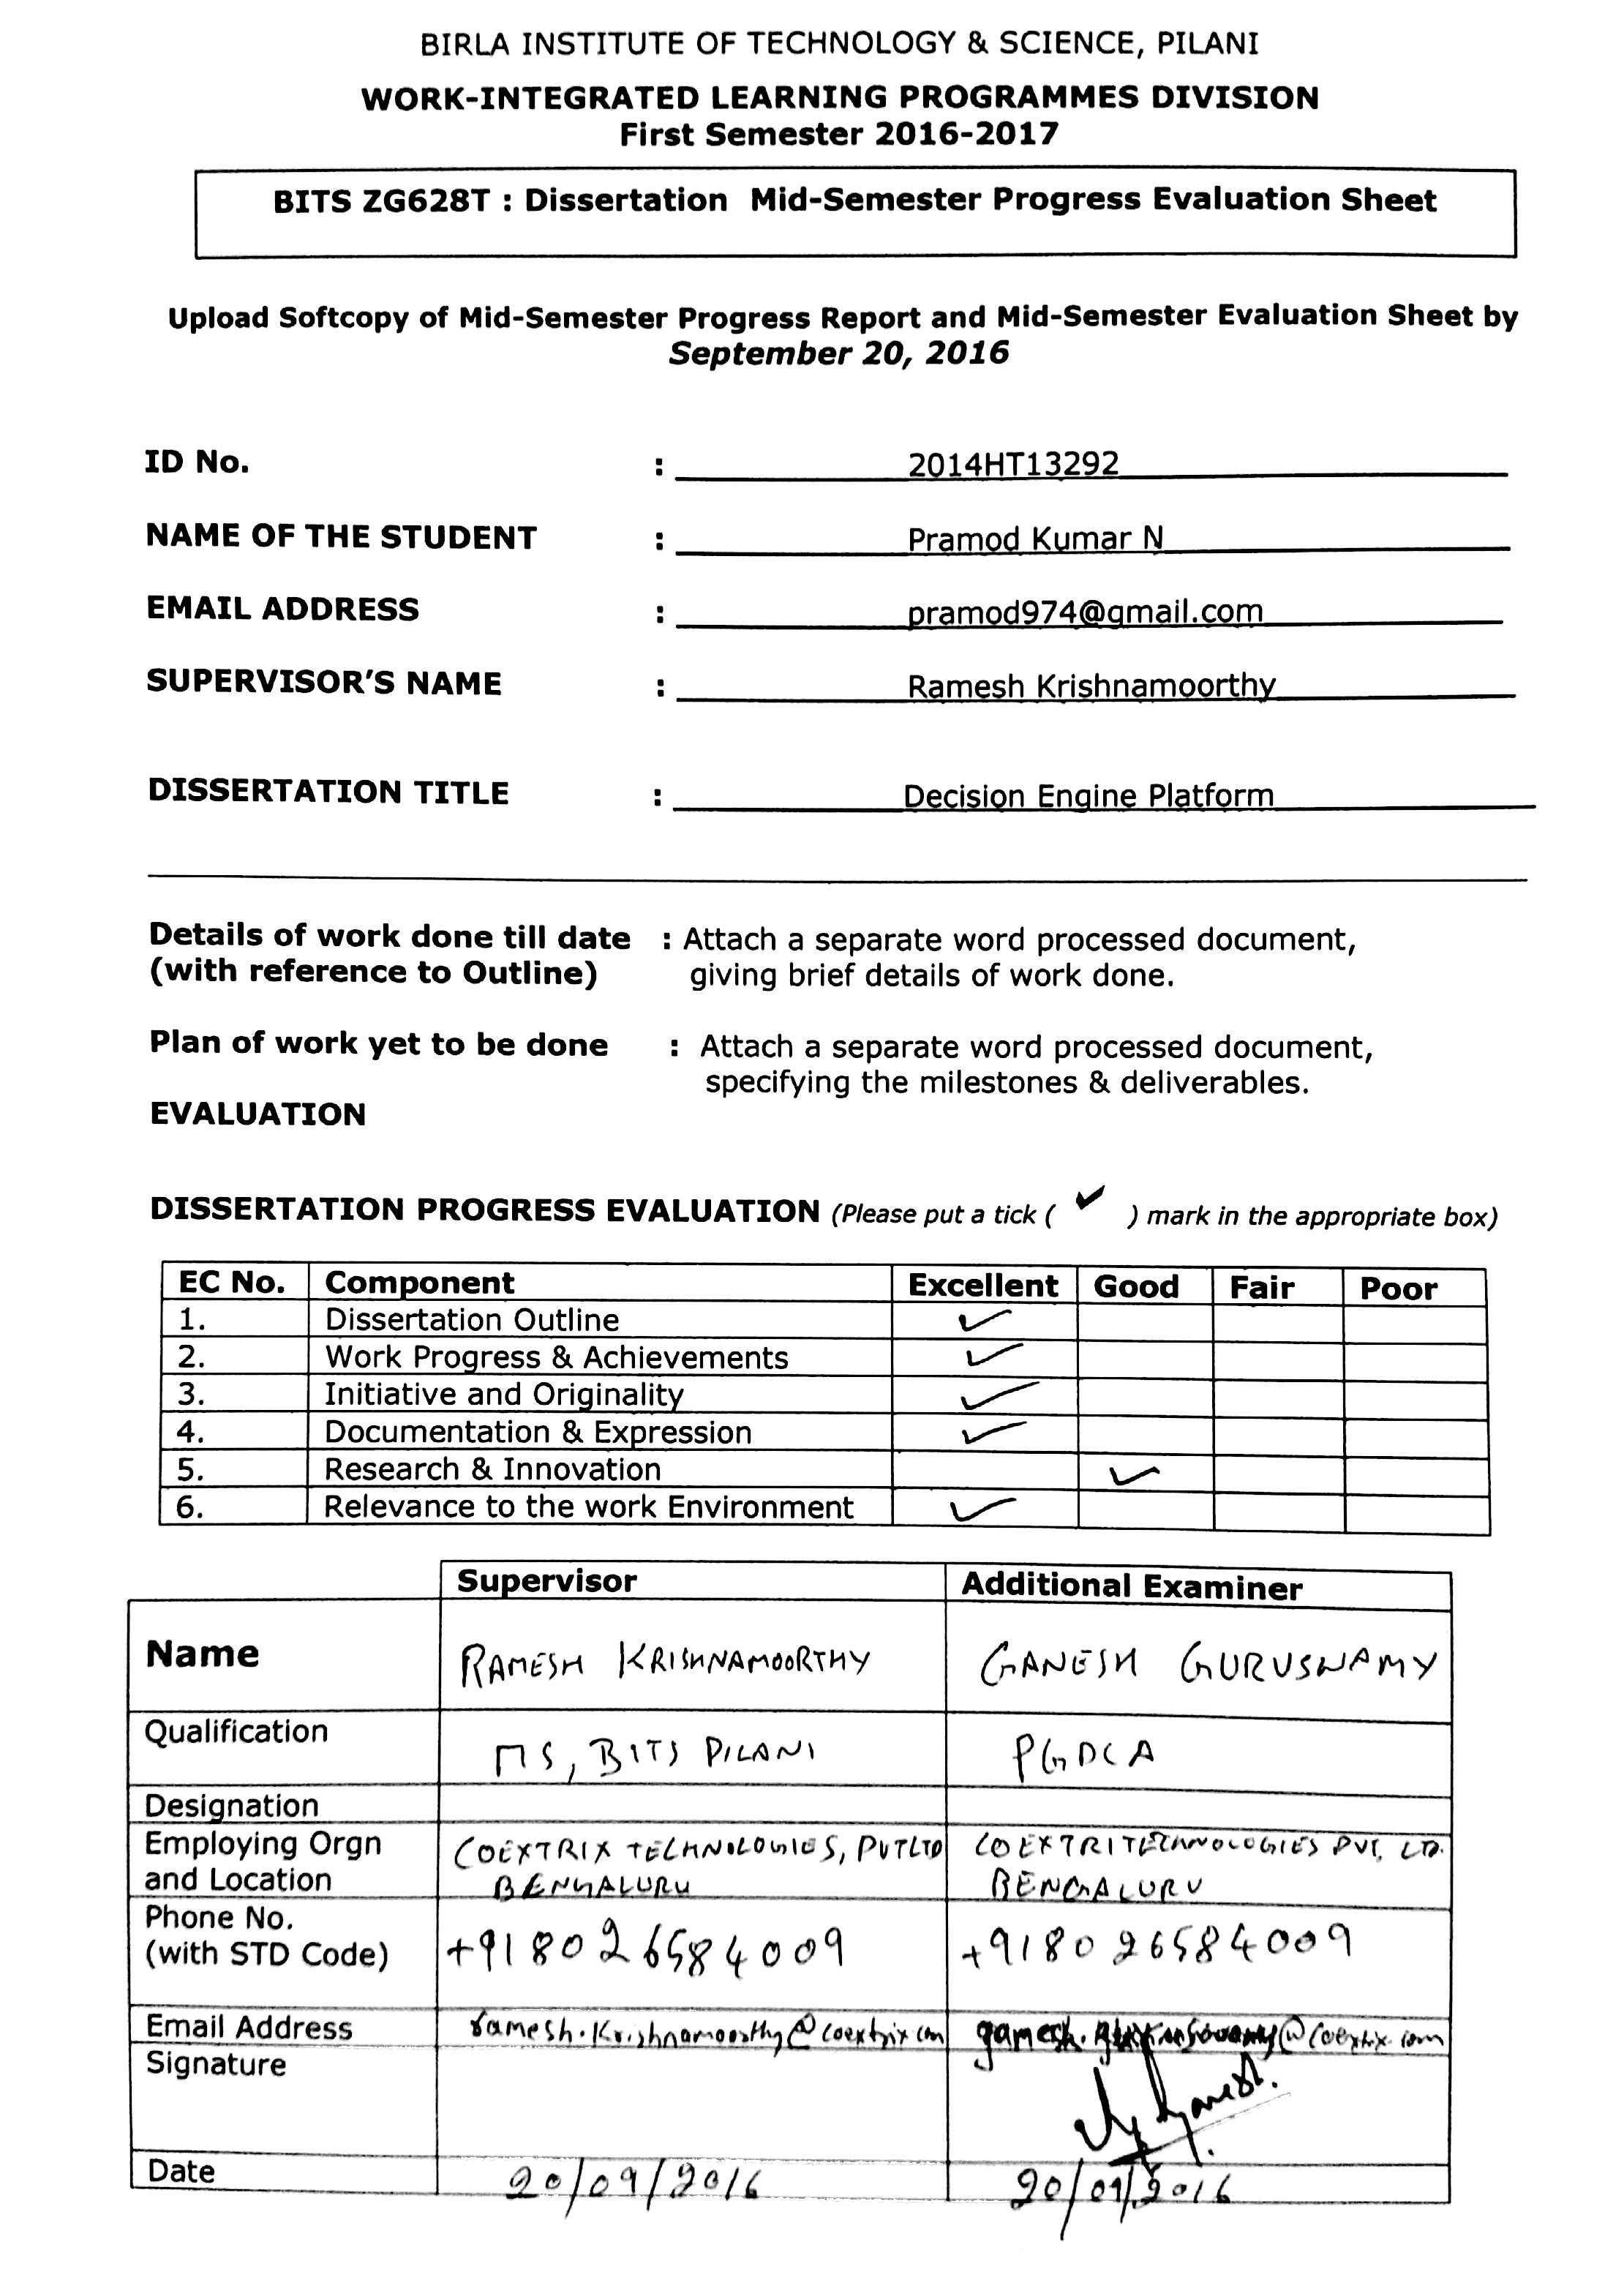 BIRLA INSTITUTE OF TECHNOLOGY & SCIENCE, PILANI
WORK-INTEGRATED LEARNING PROGRAMMES DIVISION
First Semester 2016-2017
BITS ZG628T : Dissertation Mid-Semester Progress Evaluation Sheet
Upload Softcopy of Mid-Semester Progress Report and Mid-Semester Evaluation Sheet by
September 20, 2016
ID No. : 2014HT13292
NAME OF THE STUDENT : Pramod Kumar N
EMAIL ADDRESS : pramod974@gmail.com
SUPERVISOR'S NAME : Ramesh Krishnamoorthy
DISSERTATION TITLE : Decision Engine Platform
Details of work done till date : Attach a separate word processed document,
(with reference to Outline) giving brief details of work done.
Plan of work yet to be done : Attach a separate word processed document,
specifying the milestones & deliverables.
EVALUATION
DISSERTATION PROGRESS EVALUATION (Please put a tick ( ✔ ) mark in the appropriate box)
EC No. Component Excellent Good Fair Poor
1. Dissertation Outline ✓
2. Work Progress & Achievements ✓
3. Initiative and Originality ✓
4. Documentation & Expression ✓
5. Research & Innovation ✓
6. Relevance to the work Environment ✓
Supervisor Additional Examiner
Name RAMESH KRISHNAMOORTHY GANESH GURUSWAMY
Qualification MS, BITS PILANI PGDCA
Designation
Employing Orgn COEXTRIX TECHNOLOGIES, PVTLTD COEXTRITECHNOLOGIES PVT, LTD.
and Location BENGALURU BENGALURU
Phone No.
(with STD Code) +918026584009 +918026584009
Email Address ramesh.Krishnamoorthy@coextrix.com
Signature Ganesh.
Date 20/09/2016 20/09/2016